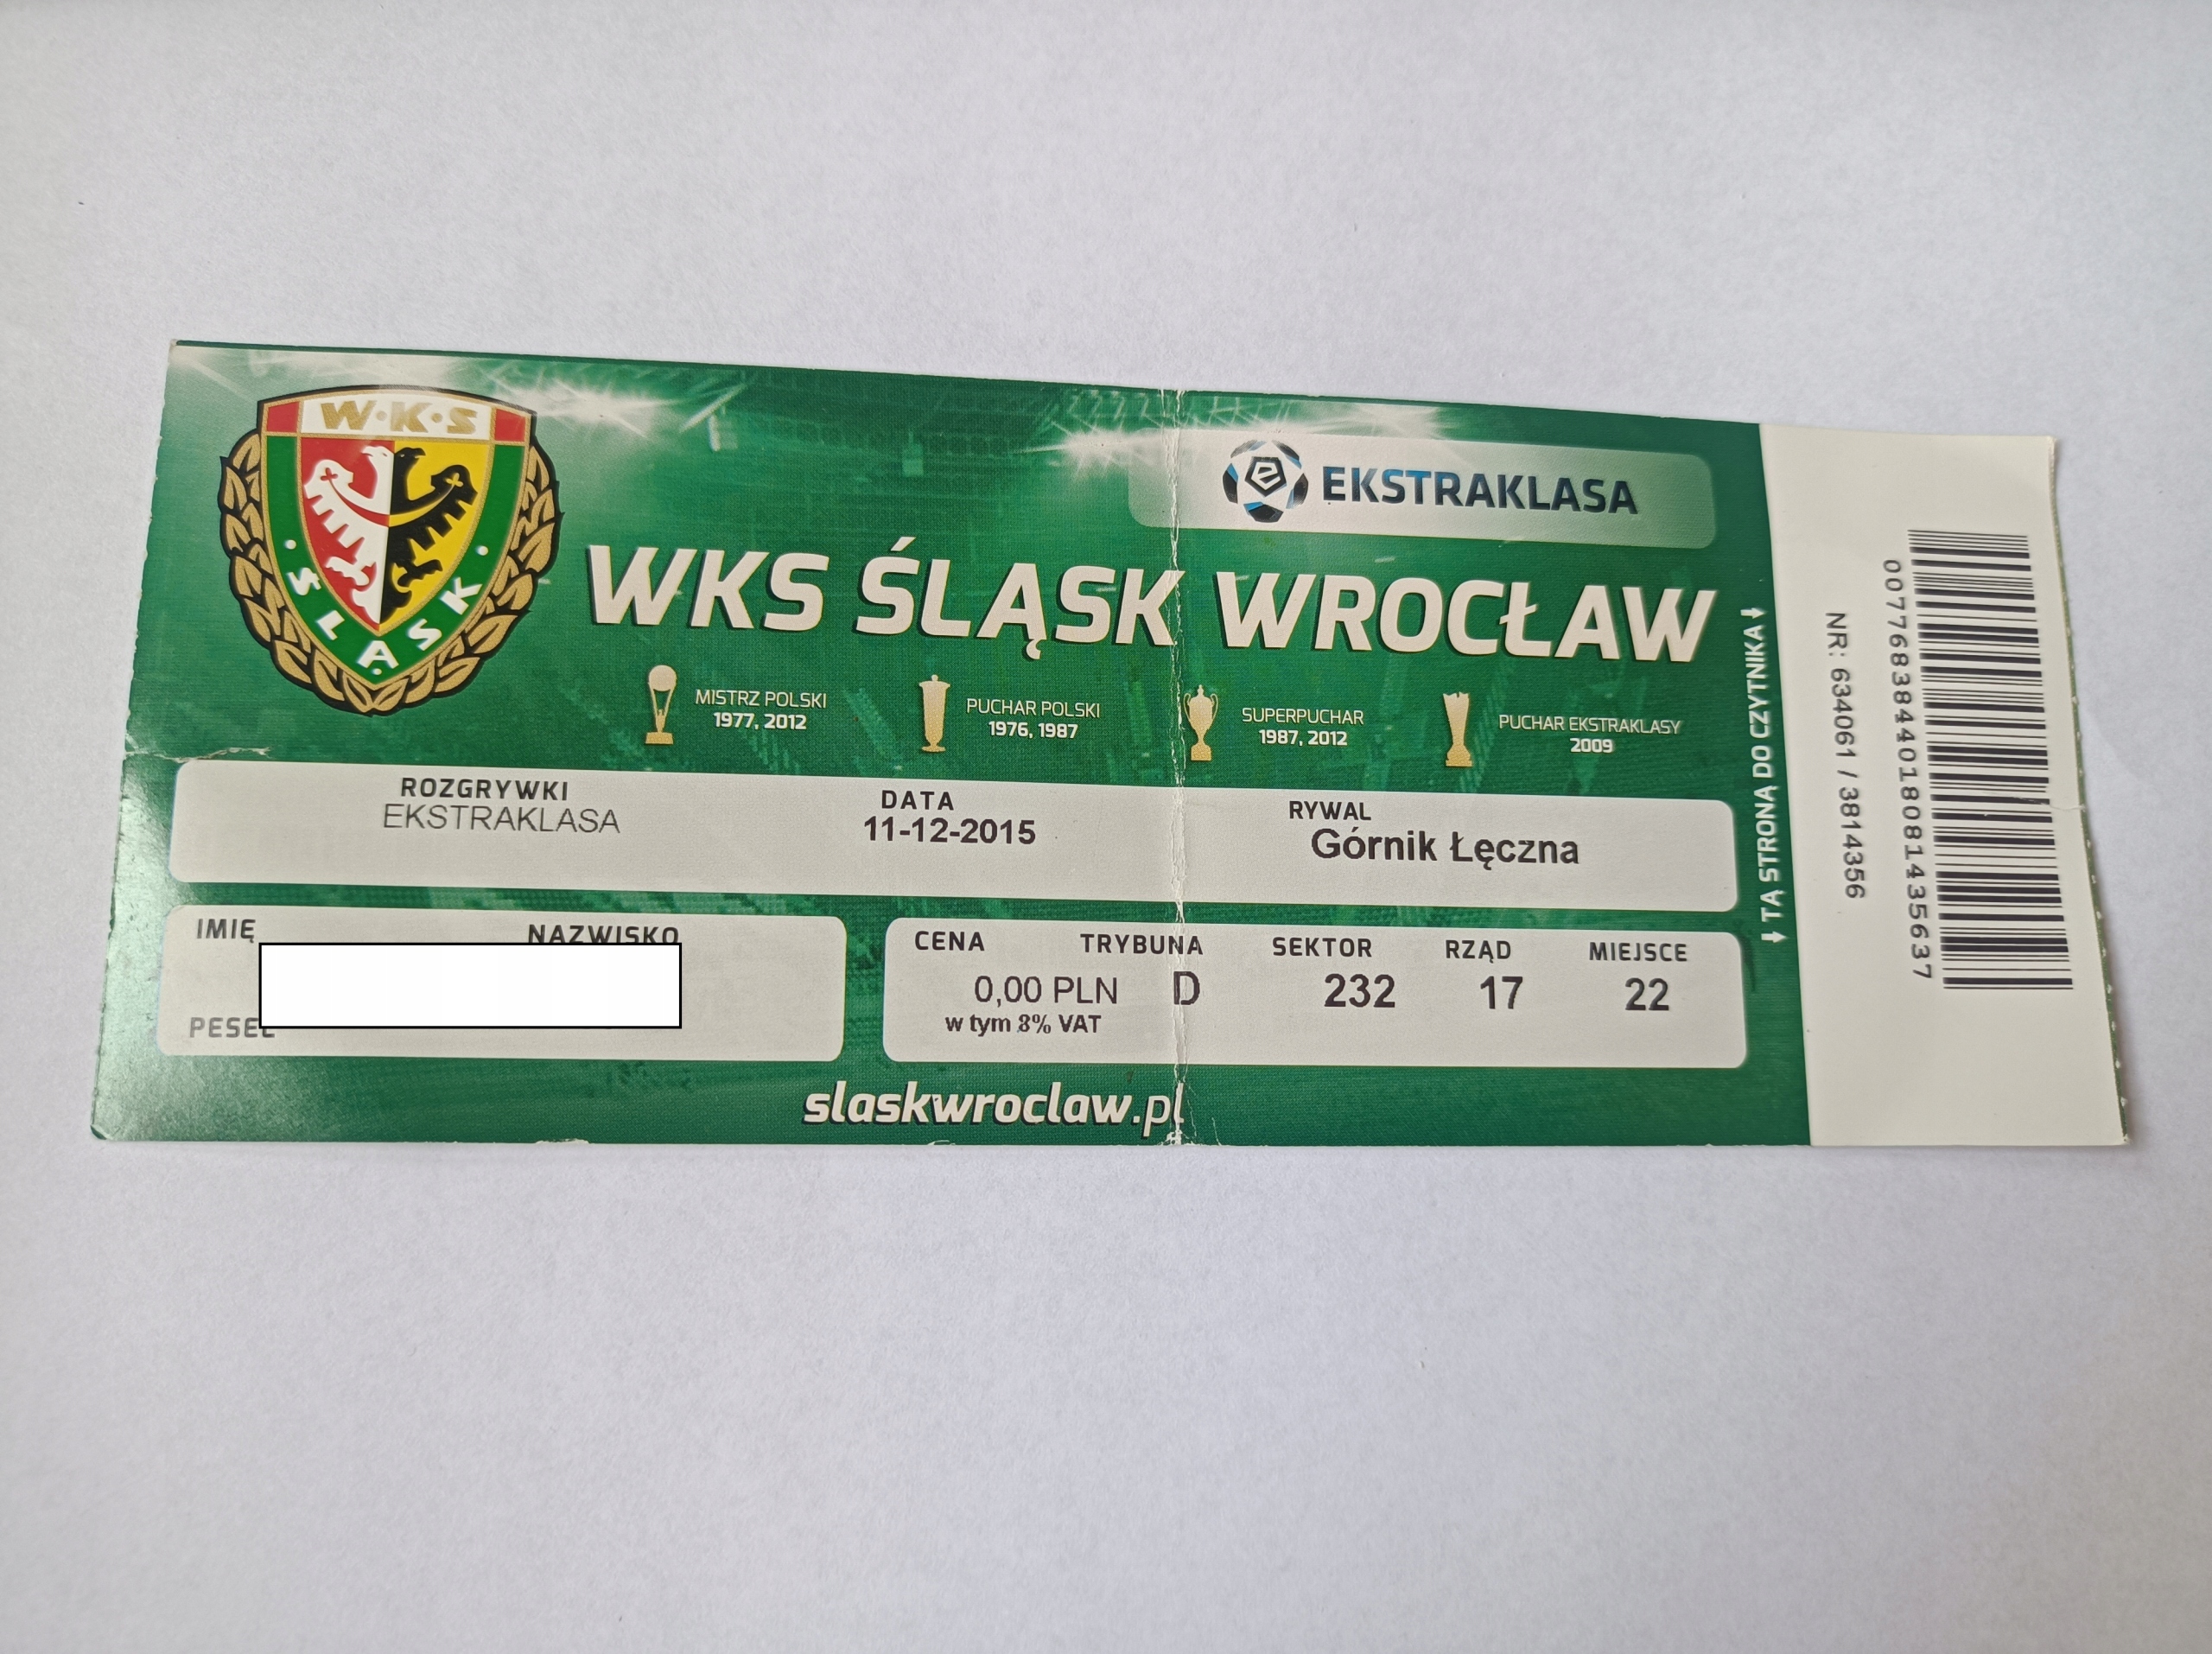 W·K·S
ŚLĄSK
EKSTRAKLASA
WKS ŚLĄSK WROCŁAW
MISTRZ POLSKI
1977, 2012
PUCHAR POLSKI
1976, 1987
SUPERPUCHAR
1987, 2012
PUCHAR EKSTRAKLASY
2009
ROZGRYWKI
EKSTRAKLASA
DATA
11-12-2015
RYWAL
Górnik Łęczna
IMIĘ NAZWISKO
PESEL
CENA TRYBUNA SEKTOR RZĄD MIEJSCE
0,00 PLN D 232 17 22
w tym 8% VAT
slaskwroclaw.pl
TĄ STRONĄ DO CZYTNIKA
NR: 634061 / 3814356
0077683844018081435637